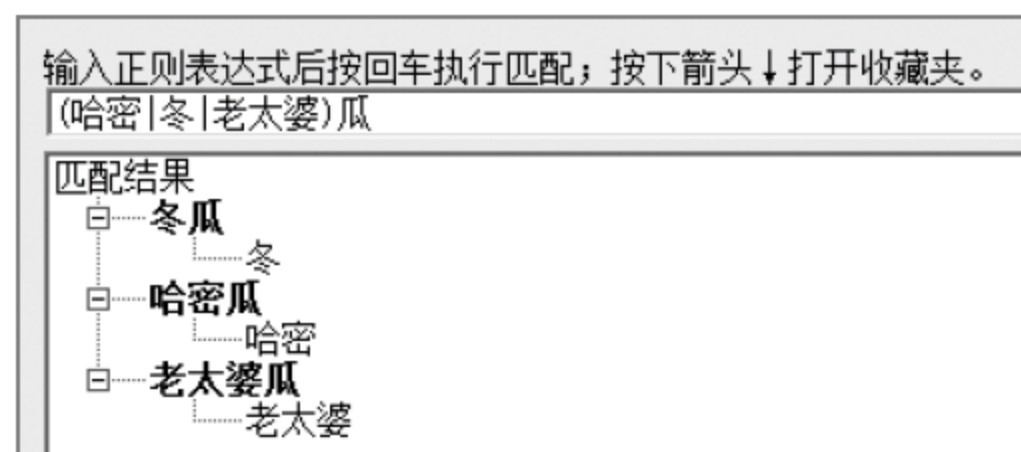 输入正则表达式后按回车执行匹配；按下箭头↓打开收藏夹。
(哈密|冬|老太婆)瓜
匹配结果
冬瓜
冬
哈密瓜
哈密
老太婆瓜
老太婆